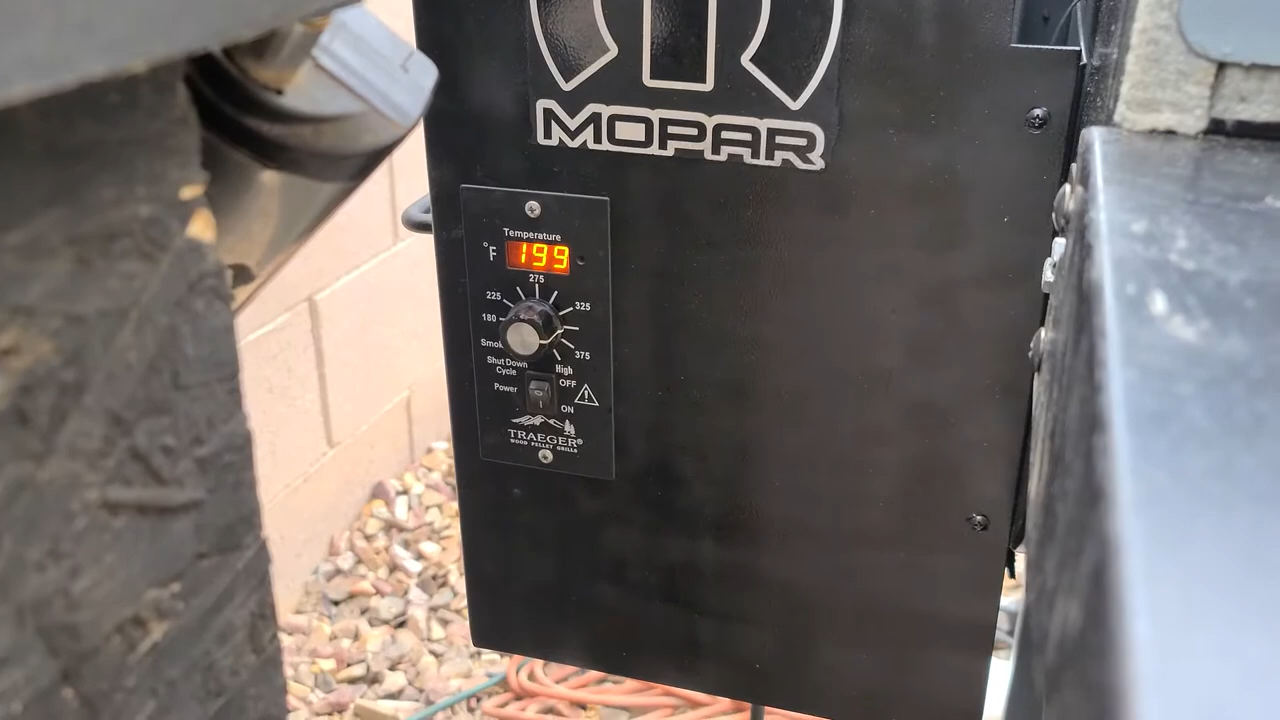 MOPAR
Temperature
°F 199
275
225
325
180
Smok
375
Shut Down
Cycle
High
OFF
Power
ON
TRAEGER®
WOOD PELLET GRILLS